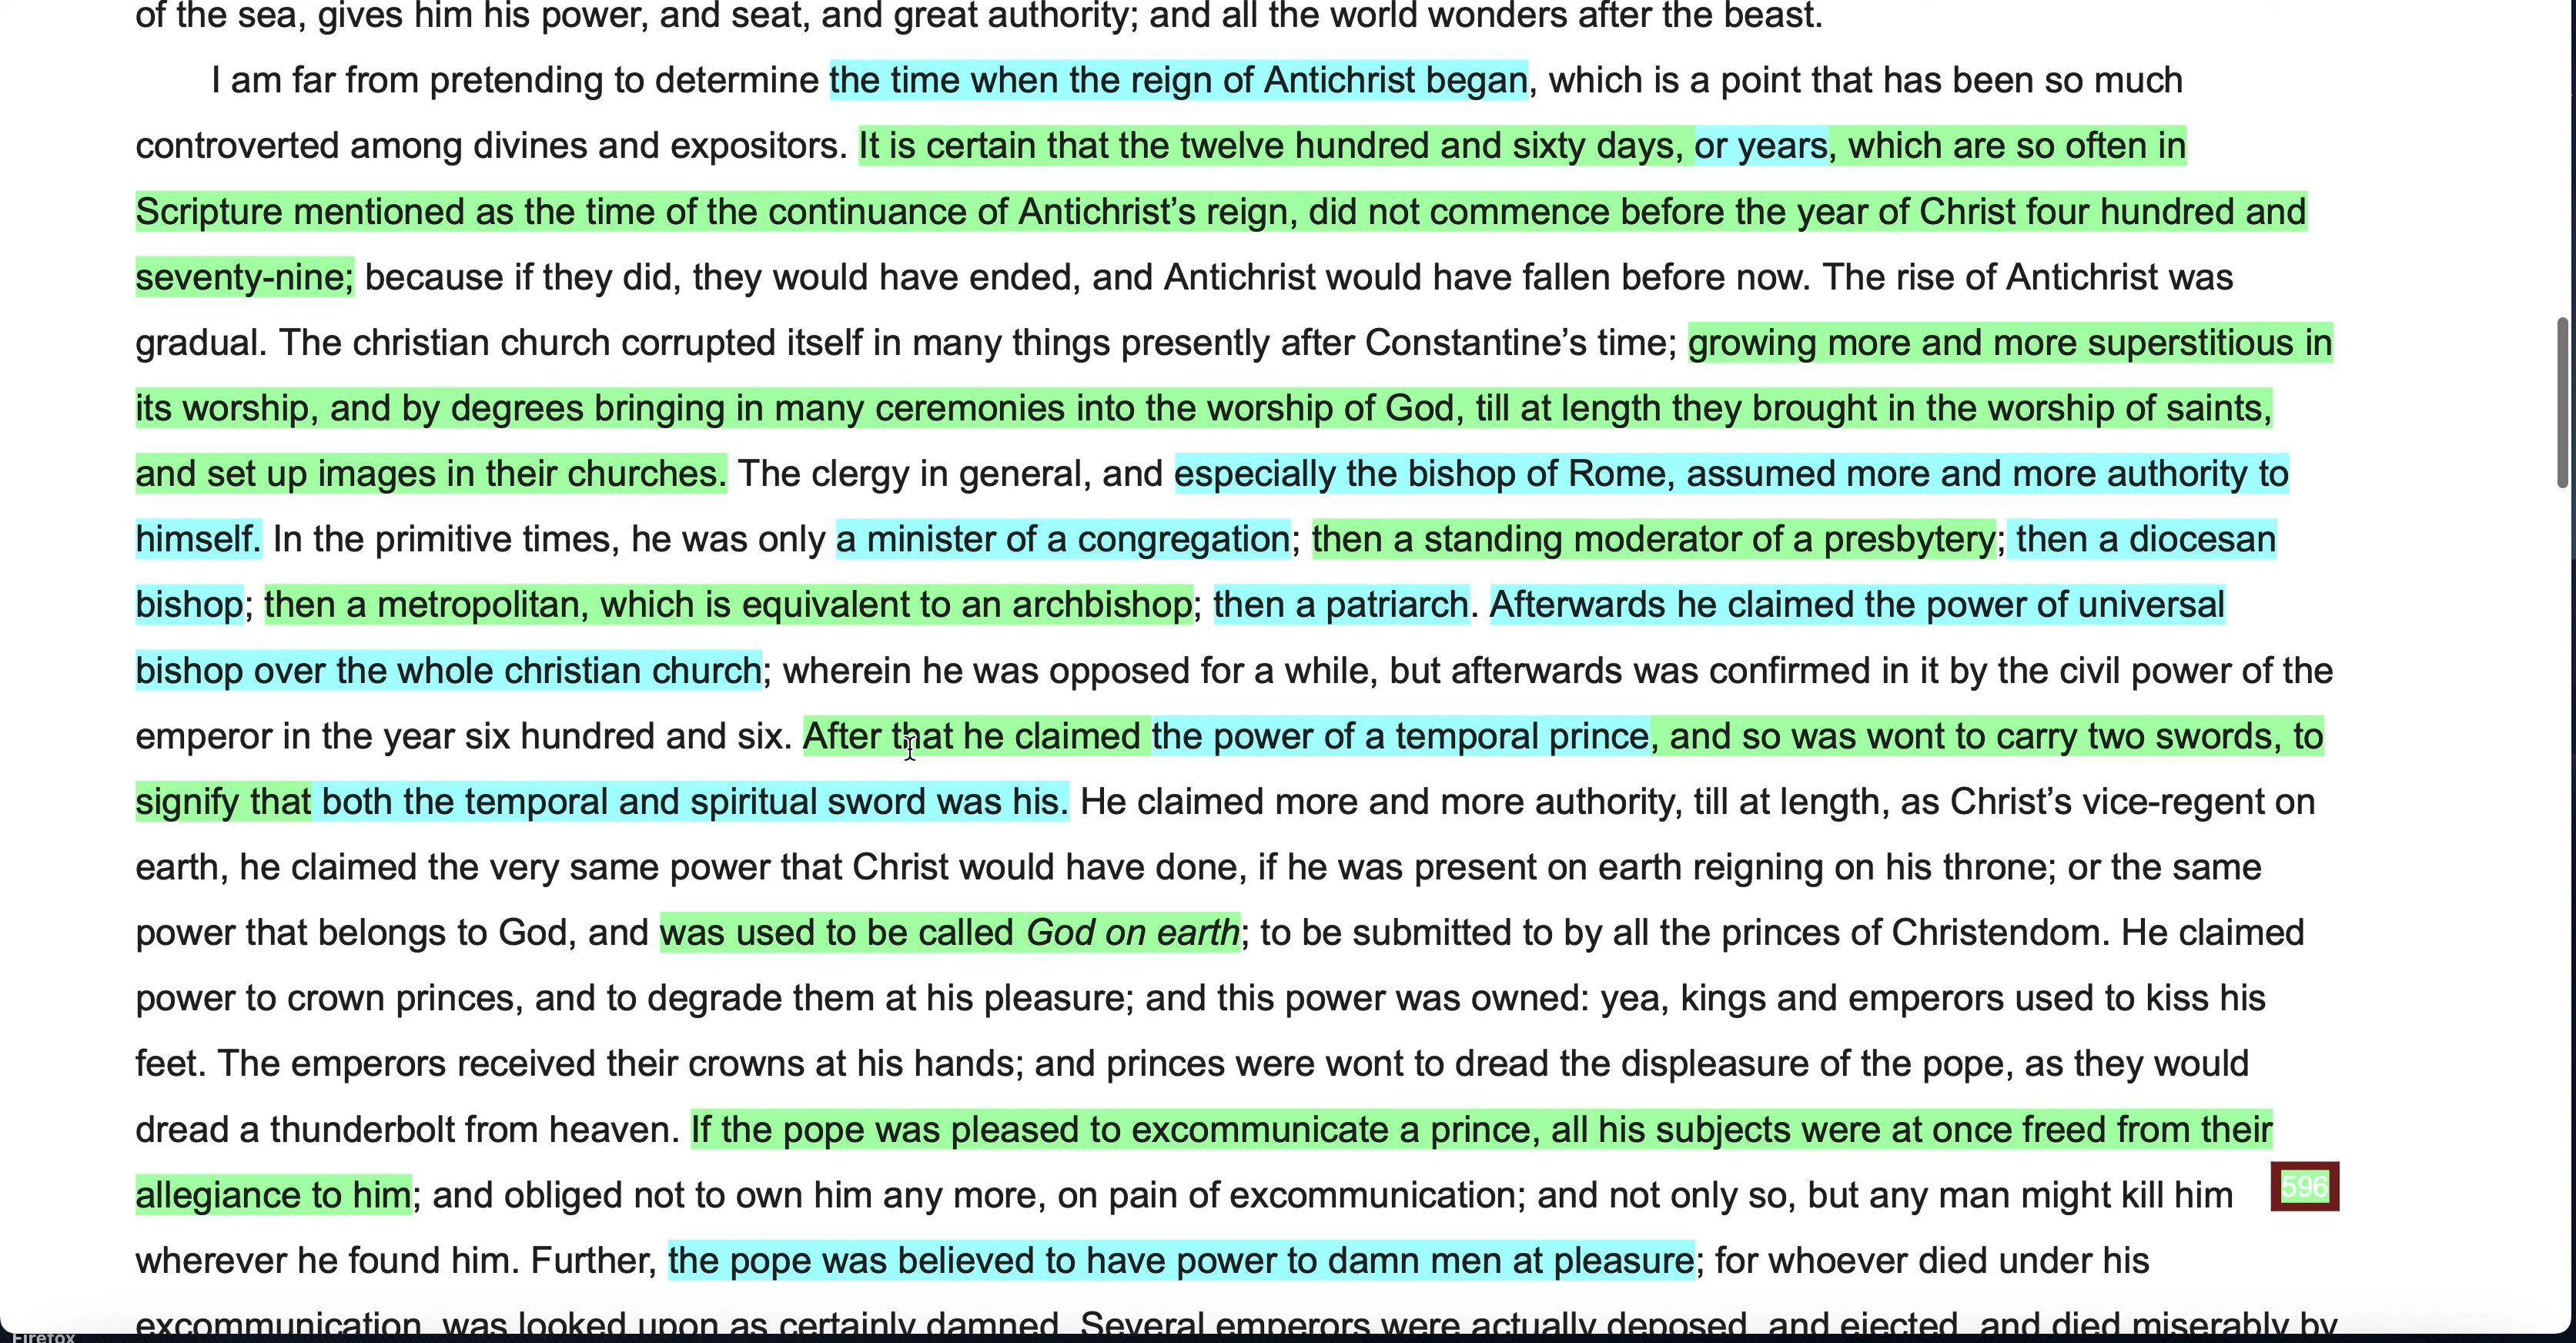 of the sea, gives him his power, and seat, and great authority; and all the world wonders after the beast.
I am far from pretending to determine the time when the reign of Antichrist began, which is a point that has been so much
controverted among divines and expositors. It is certain that the twelve hundred and sixty days, or years, which are so often in
Scripture mentioned as the time of the continuance of Antichrist’s reign, did not commence before the year of Christ four hundred and
seventy-nine; because if they did, they would have ended, and Antichrist would have fallen before now. The rise of Antichrist was
gradual. The christian church corrupted itself in many things presently after Constantine’s time; growing more and more superstitious in
its worship, and by degrees bringing in many ceremonies into the worship of God, till at length they brought in the worship of saints,
and set up images in their churches. The clergy in general, and especially the bishop of Rome, assumed more and more authority to
himself. In the primitive times, he was only a minister of a congregation; then a standing moderator of a presbytery; then a diocesan
bishop; then a metropolitan, which is equivalent to an archbishop; then a patriarch. Afterwards he claimed the power of universal
bishop over the whole christian church; wherein he was opposed for a while, but afterwards was confirmed in it by the civil power of the
emperor in the year six hundred and six. After that he claimed the power of a temporal prince, and so was wont to carry two swords, to
signify that both the temporal and spiritual sword was his. He claimed more and more authority, till at length, as Christ’s vice-regent on
earth, he claimed the very same power that Christ would have done, if he was present on earth reigning on his throne; or the same
power that belongs to God, and was used to be called God on earth; to be submitted to by all the princes of Christendom. He claimed
power to crown princes, and to degrade them at his pleasure; and this power was owned: yea, kings and emperors used to kiss his
feet. The emperors received their crowns at his hands; and princes were wont to dread the displeasure of the pope, as they would
dread a thunderbolt from heaven. If the pope was pleased to excommunicate a prince, all his subjects were at once freed from their
allegiance to him; and obliged not to own him any more, on pain of excommunication; and not only so, but any man might kill him 596
wherever he found him. Further, the pope was believed to have power to damn men at pleasure; for whoever died under his
excommunication, was looked upon as certainly damned. Several emperors were actually deposed, and ejected, and died miserably by
Firefox